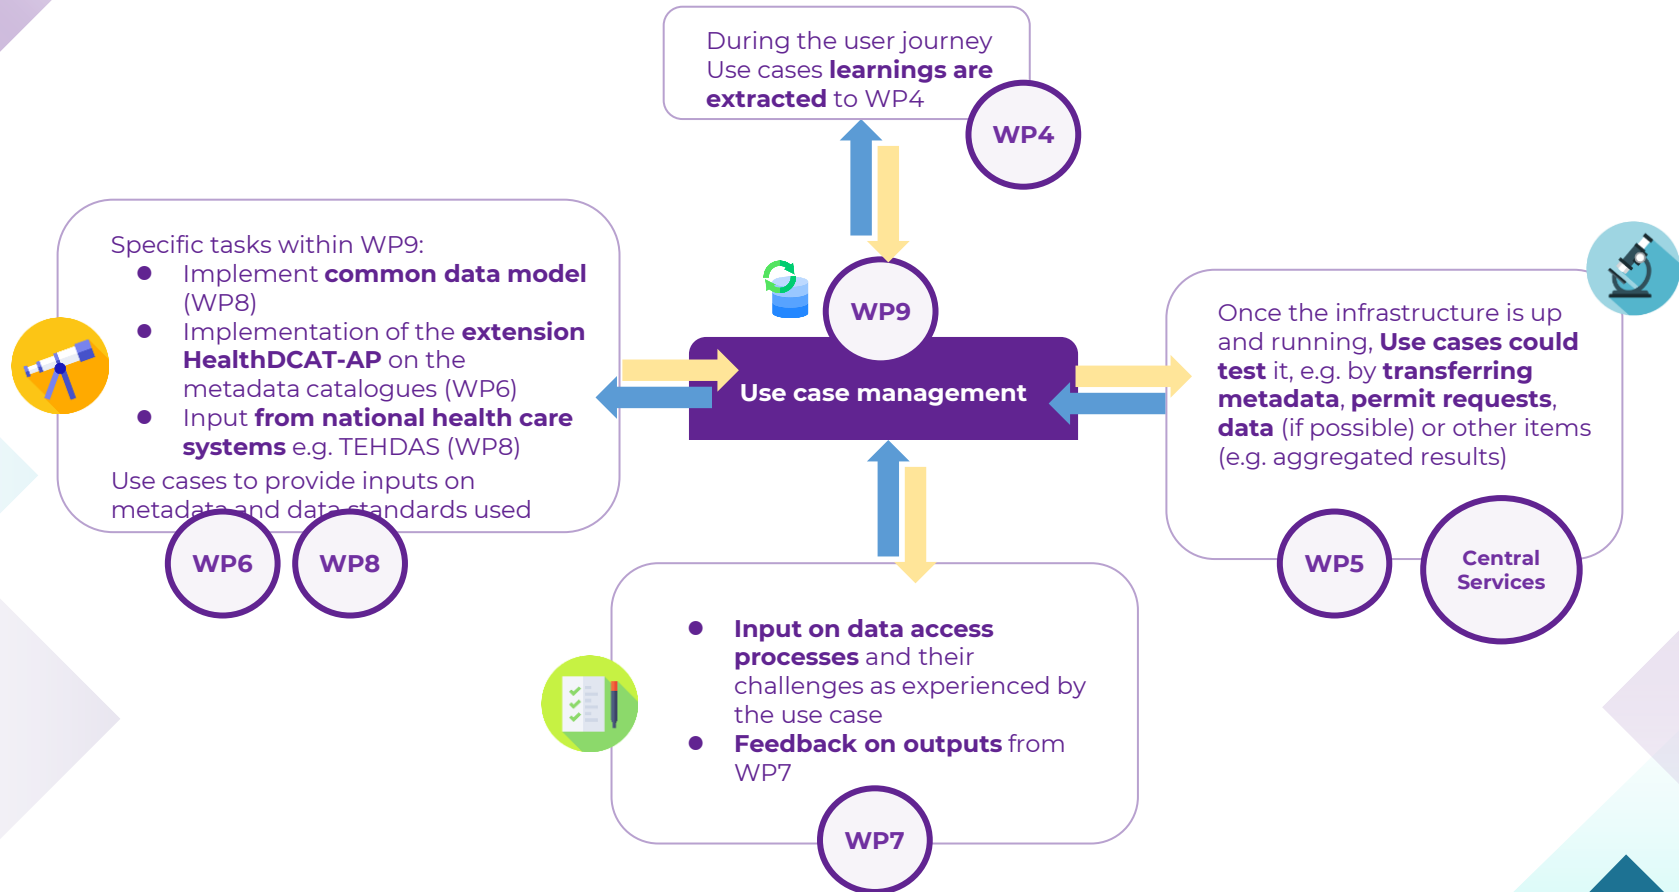 During the user journey
Use cases learnings are
extracted to WP4
WP4
Specific tasks within WP9:
● Implement common data model
(WP8)
● Implementation of the extension
HealthDCAT-AP on the
metadata catalogues (WP6)
● Input from national health care
systems e.g. TEHDAS (WP8)
Use cases to provide inputs on
metadata and data standards used
WP6
WP8
WP9
Use case management
Once the infrastructure is up
and running, Use cases could
test it, e.g. by transferring
metadata, permit requests,
data (if possible) or other items
(e.g. aggregated results)
WP5
Central
Services
● Input on data access
processes and their
challenges as experienced by
the use case
● Feedback on outputs from
WP7
WP7